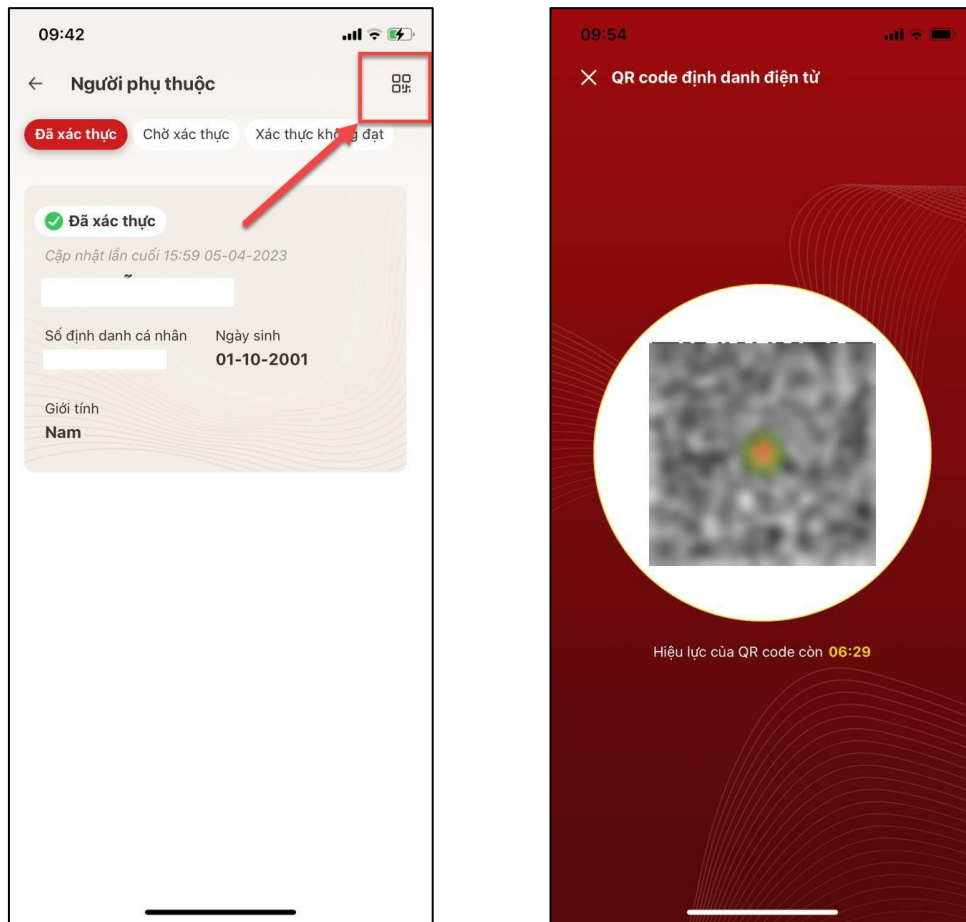 09:42
Người phụ thuộc
Đã xác thực Chờ xác thực Xác thực không đạt
Đã xác thực
Cập nhật lần cuối 15:59 05-04-2023
Số định danh cá nhân Ngày sinh
01-10-2001
Giới tính
Nam
09:54
QR code định danh điện tử
Hiệu lực của QR code còn 06:29